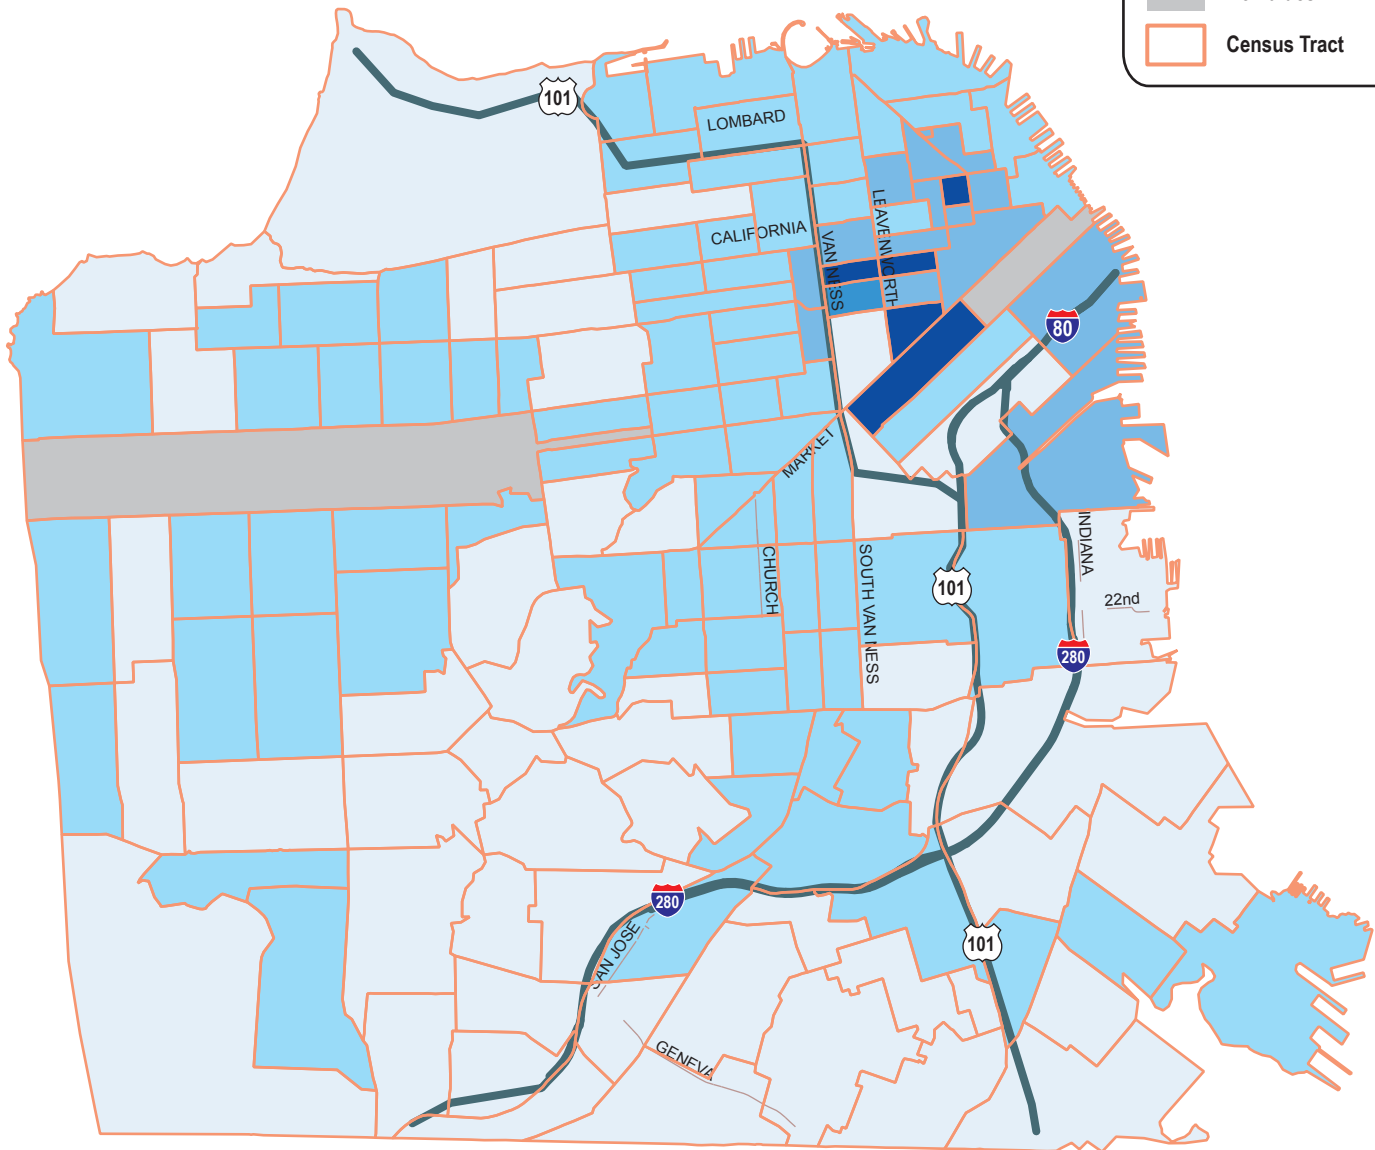 Census Tract
101
LOMBARD
LEAVENWORTH
CALIFORNIA
VAN NESS
80
MARKET
INDIANA
CHURCH
SOUTH VAN NESS
101
22nd
280
280
SAN JOSE
101
GENEVA